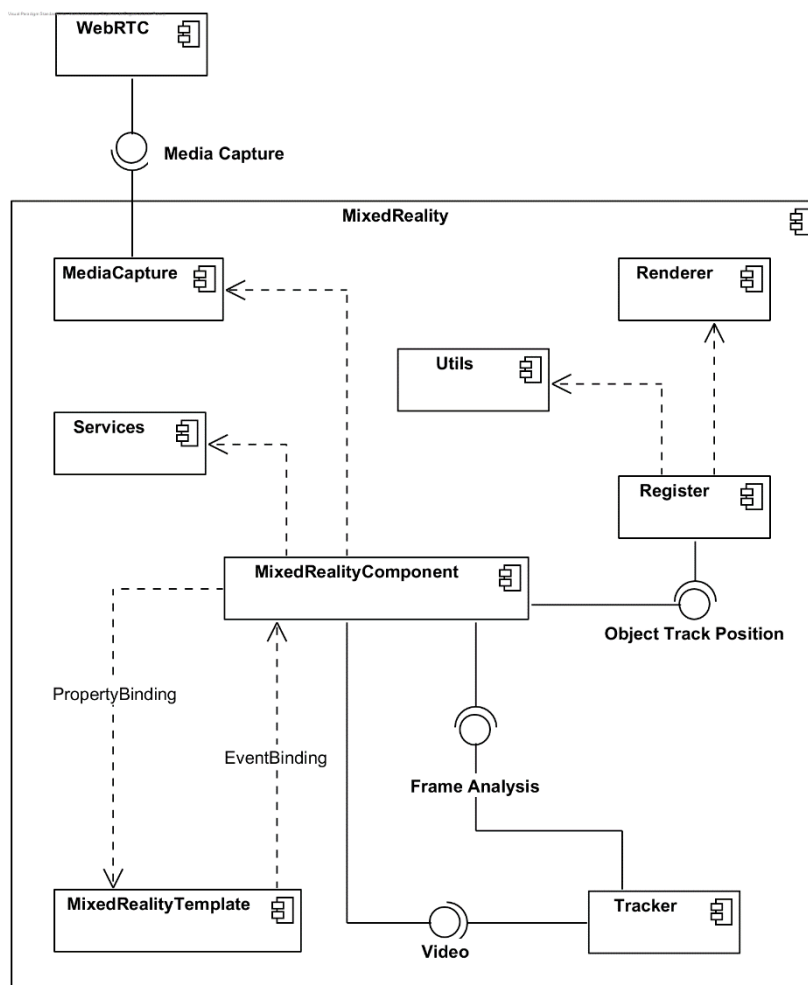 WebRTC
Media Capture
MixedReality
MediaCapture
Renderer
Utils
Services
Register
MixedRealityComponent
Object Track Position
PropertyBinding
EventBinding
Frame Analysis
MixedRealityTemplate
Tracker
Video